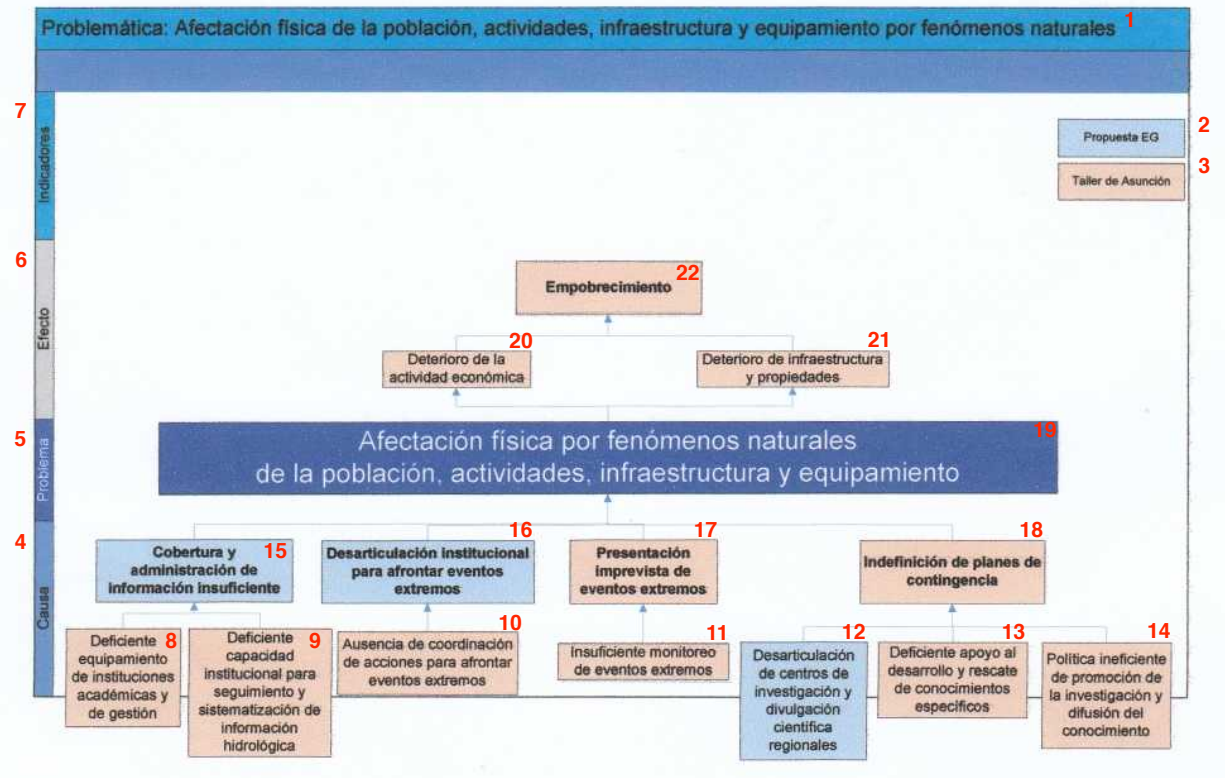 Problemática: Afectación física de la población, actividades, infraestructura y equipamiento por fenómenos naturales 1
7
Indicadores
2
Propuesta EG
3
Taller de Asunción
6
Efecto
22
Empobrecimiento
20
Deterioro de la
actividad económica
21
Deterioro de infraestructura
y propiedades
5
Problema
19
Afectación física por fenómenos naturales
de la población, actividades, infraestructura y equipamiento
4
Causa
15
Cobertura y
administración de
información insuficiente
16
Desarticulación institucional
para afrontar eventos
extremos
17
Presentación
imprevista de
eventos extremos
18
Indefinición de planes de
contingencia
8
Deficiente
equipamiento
de instituciones
académicas y
de gestión
9
Deficiente
capacidad
institucional para
seguimiento y
sistematización de
información
hidrológica
10
Ausencia de coordinación
de acciones para afrontar
eventos extremos
11
Insuficiente monitoreo
de eventos extremos
12
Desarticulación
de centros de
investigación y
divulgación
científica
regionales
13
Deficiente apoyo al
desarrollo y rescate
de conocimientos
específicos
14
Política ineficiente
de promoción de
la investigación y
difusión del
conocimiento